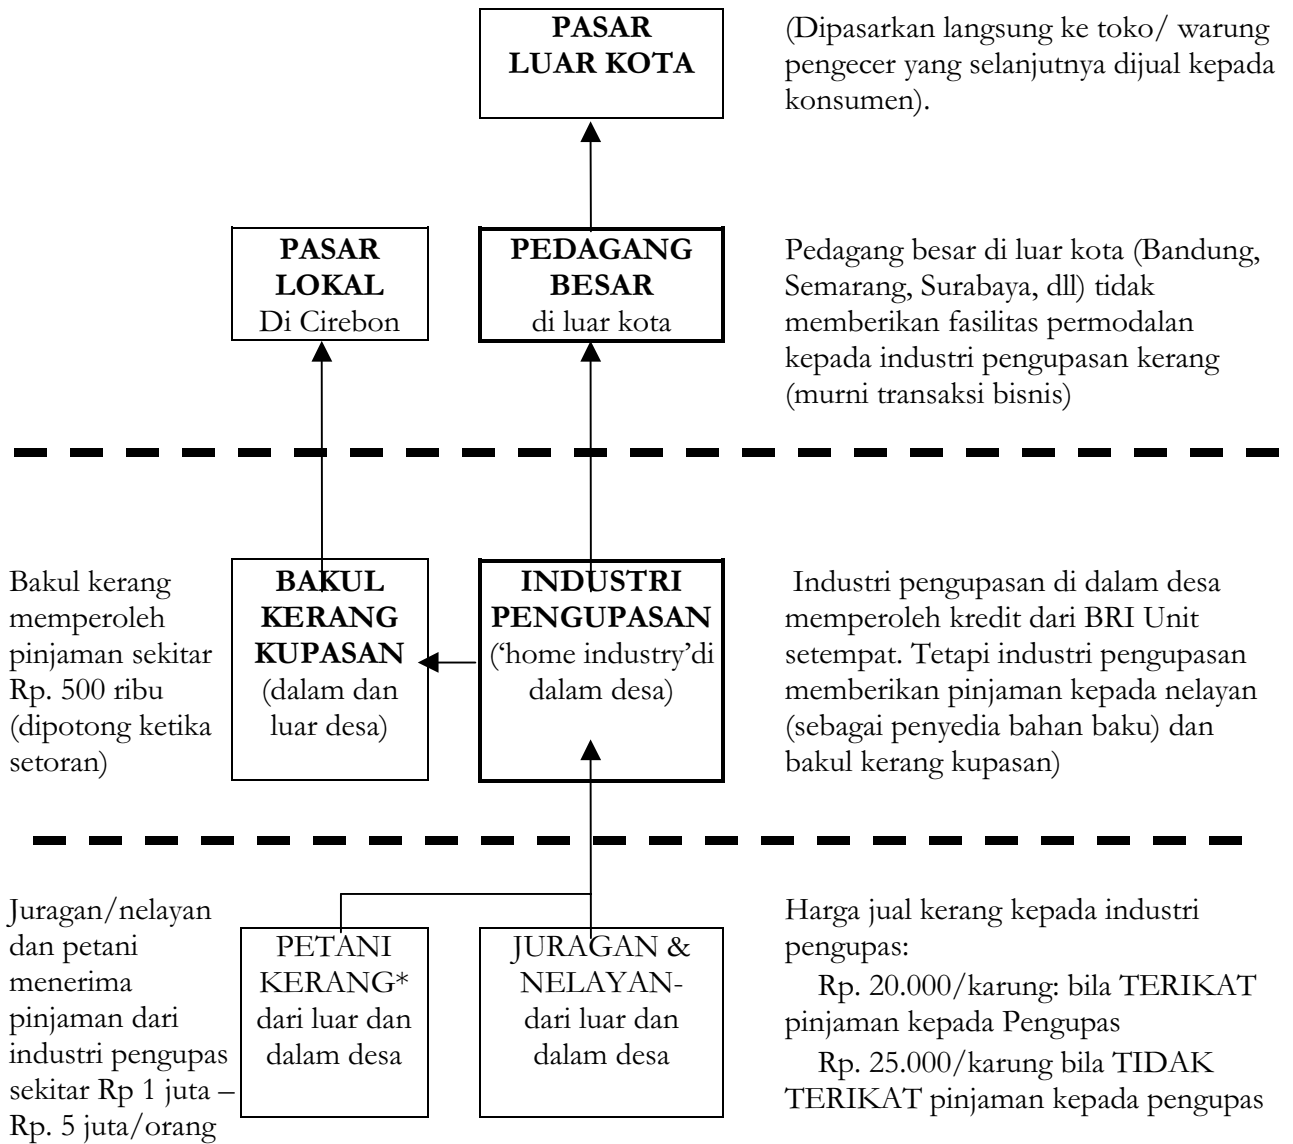 PASAR
LUAR KOTA
(Dipasarkan langsung ke toko/ warung
pengecer yang selanjutnya dijual kepada
konsumen).
PASAR
LOKAL
Di Cirebon
PEDAGANG
BESAR
di luar kota
Pedagang besar di luar kota (Bandung,
Semarang, Surabaya, dll) tidak
memberikan fasilitas permodalan
kepada industri pengupasan kerang
(murni transaksi bisnis)
Bakul kerang
memperoleh
pinjaman sekitar
Rp. 500 ribu
(dipotong ketika
setoran)
BAKUL
KERANG
KUPASAN
(dalam dan
luar desa)
INDUSTRI
PENGUPASAN
(‘home industry’di
dalam desa)
Industri pengupasan di dalam desa
memperoleh kredit dari BRI Unit
setempat. Tetapi industri pengupasan
memberikan pinjaman kepada nelayan
(sebagai penyedia bahan baku) dan
bakul kerang kupasan)
Juragan/nelayan
dan petani
menerima
pinjaman dari
industri pengupas
sekitar Rp 1 juta –
Rp. 5 juta/orang
PETANI
KERANG*
dari luar dan
dalam desa
JURAGAN &
NELAYAN-
dari luar dan
dalam desa
Harga jual kerang kepada industri
pengupas:
Rp. 20.000/karung: bila TERIKAT
pinjaman kepada Pengupas
Rp. 25.000/karung bila TIDAK
TERIKAT pinjaman kepada pengupas